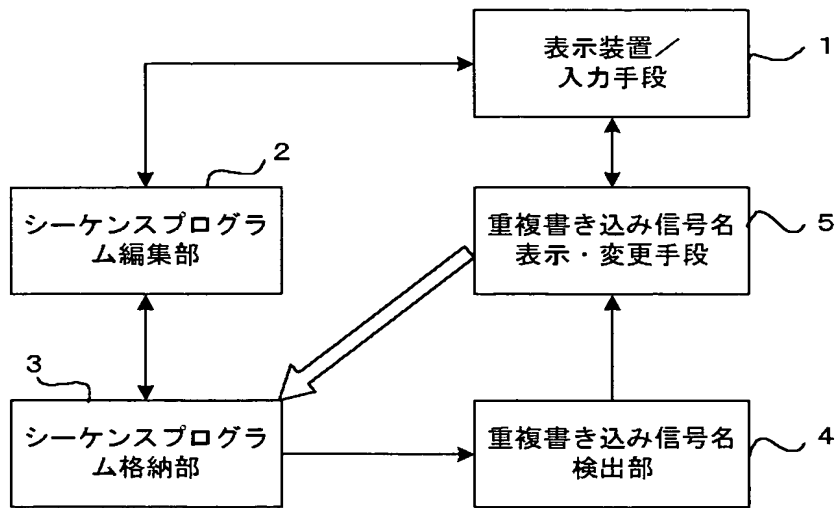 表示装置／
入力手段
1
2
シーケンスプログラ
ム編集部
重複書き込み信号名
表示・変更手段
5
3
シーケンスプログラ
ム格納部
重複書き込み信号名
検出部
4